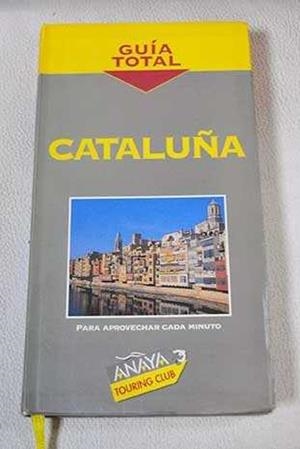 GUÍA
TOTAL
CATALUÑA
PARA APROVECHAR CADA MINUTO
ANAYA
TOURING CLUB